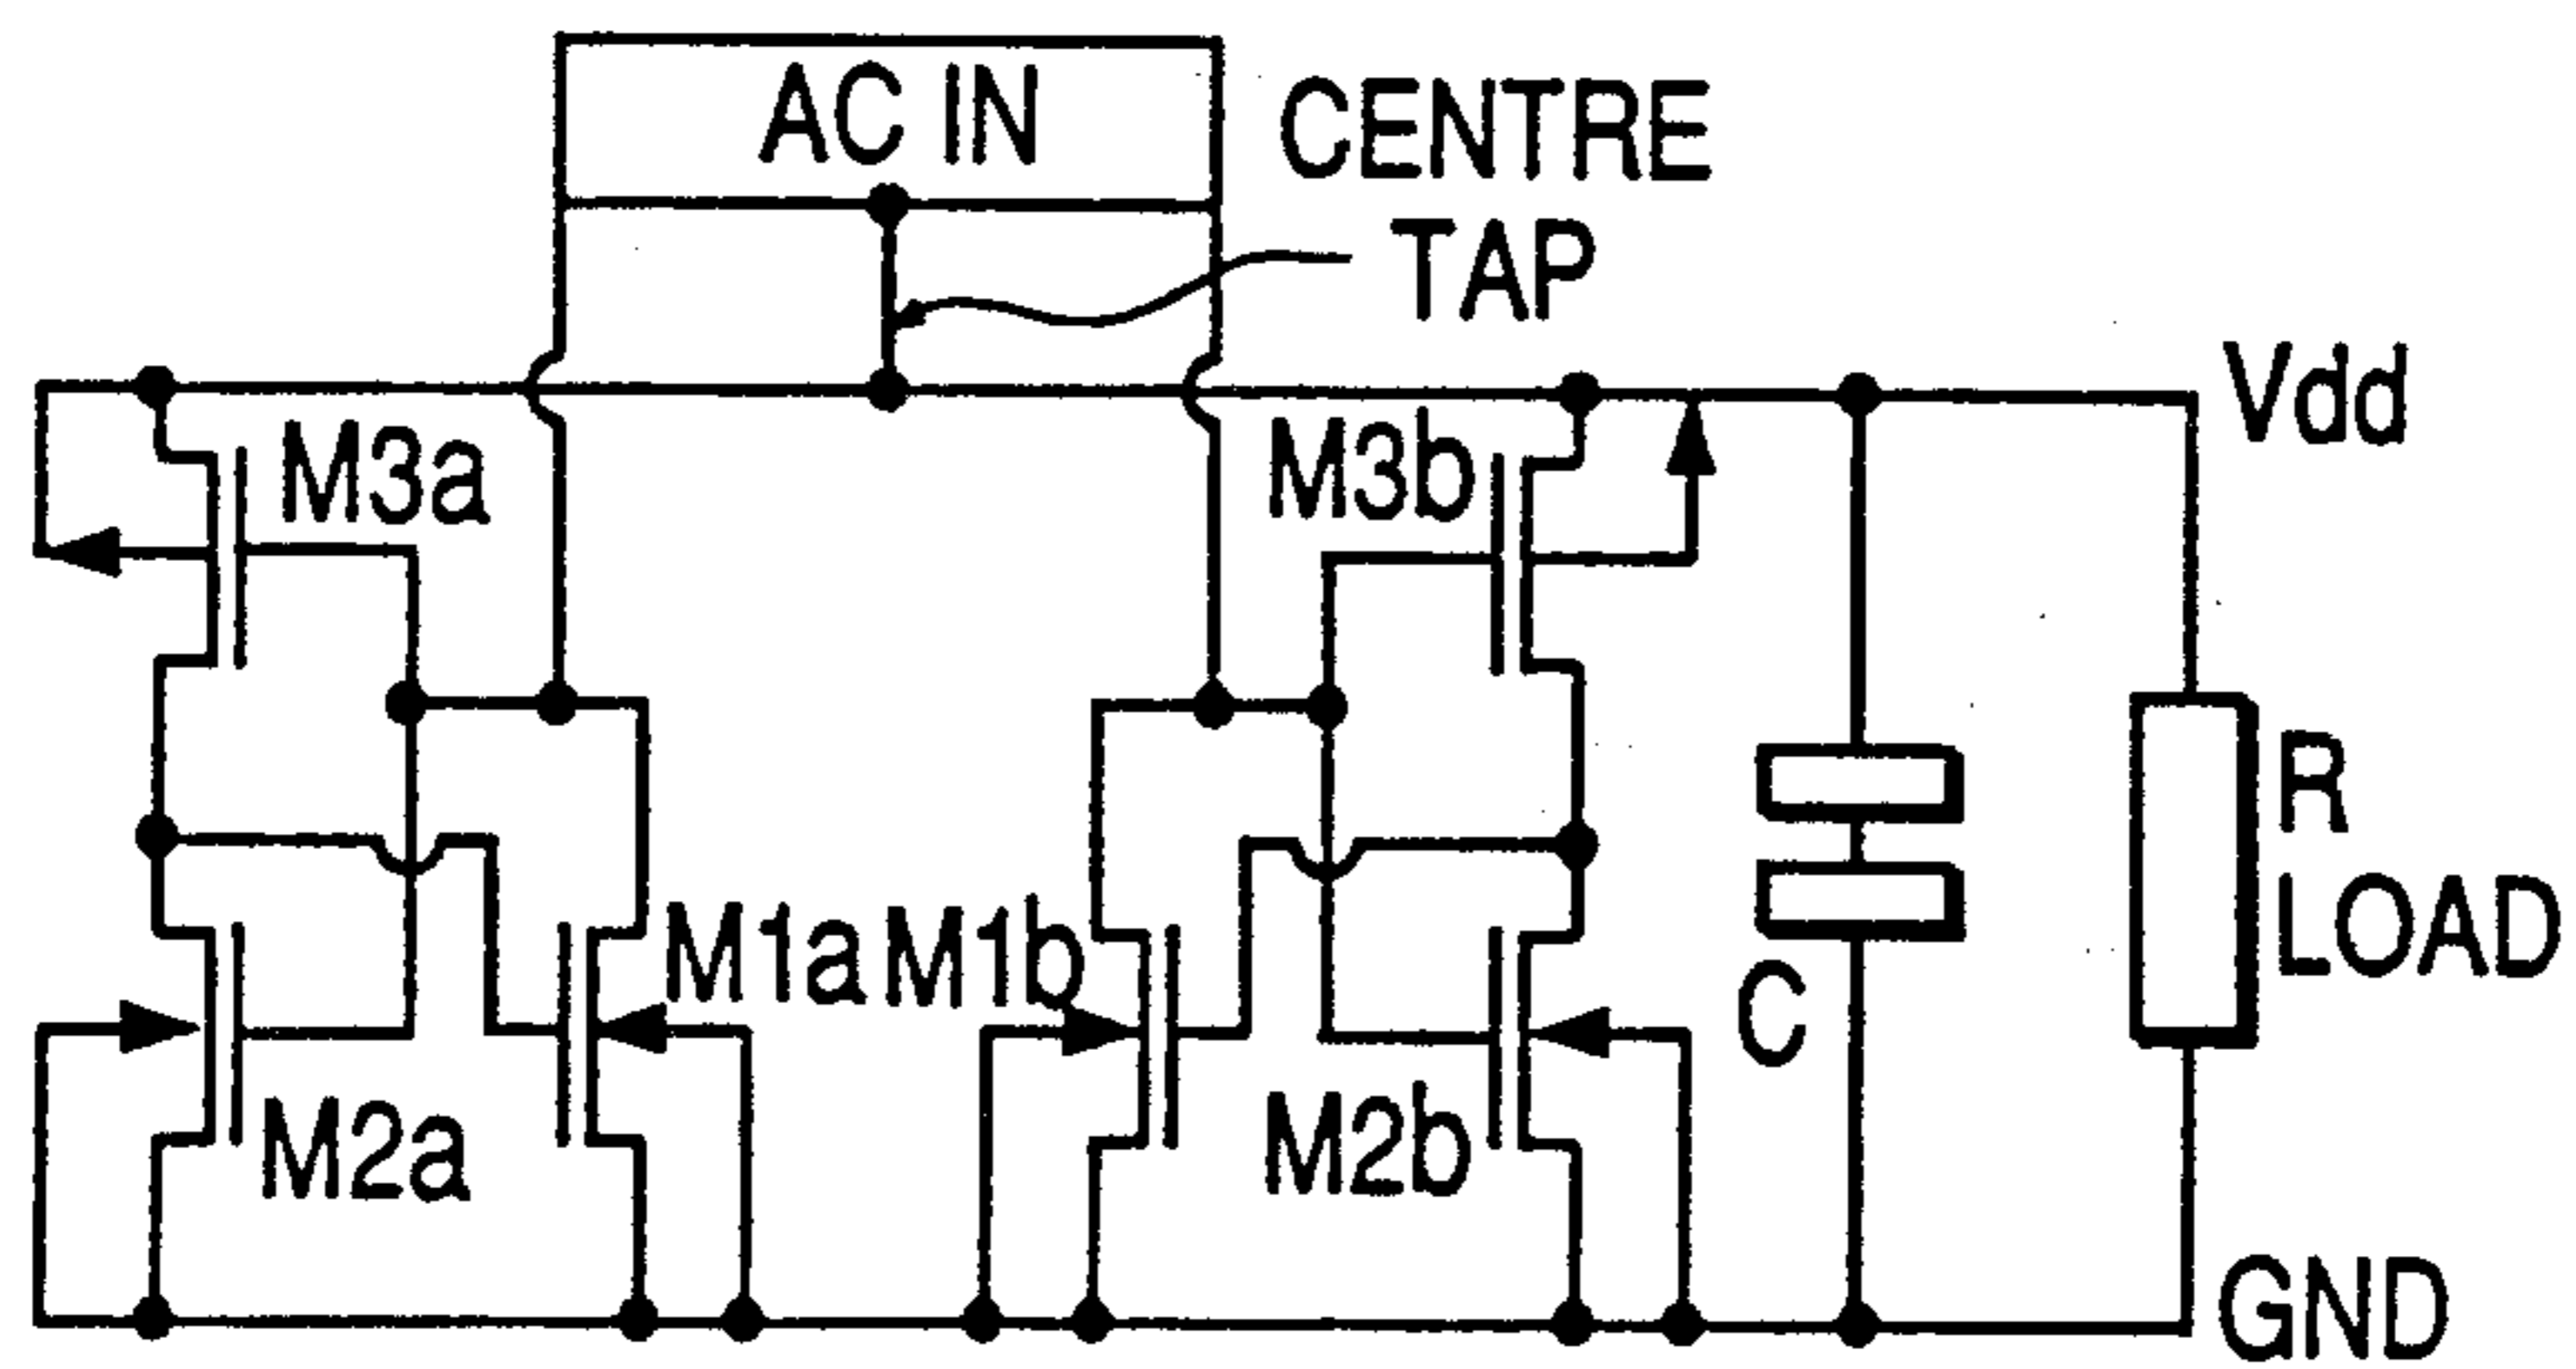 AC IN
CENTRE
TAP
Vdd
M3a
M3b
R
LOAD
M1a
M1b
C
M2a
M2b
GND